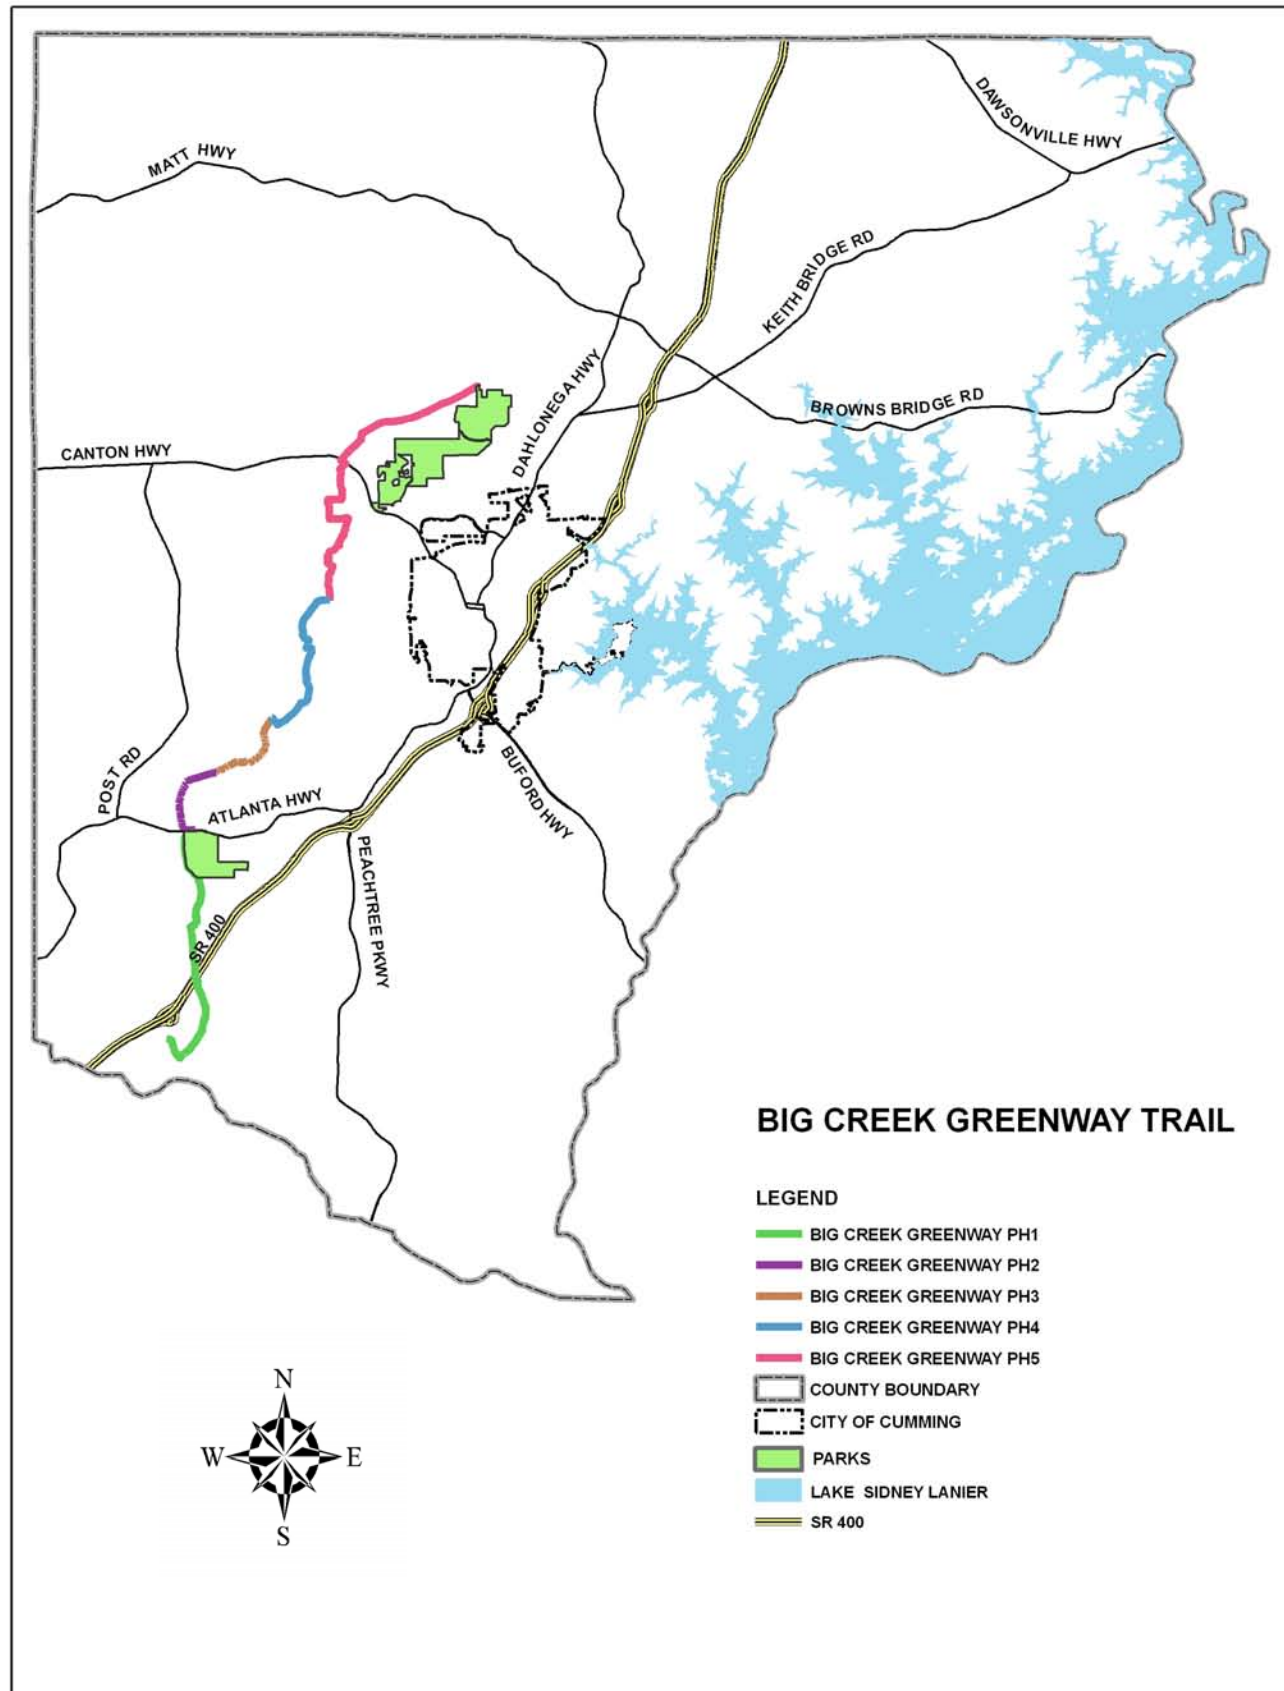 DAWSONVILLE HWY
MATT HWY
KEITH BRIDGE RD
DAHLONEGA HWY
BROWNS BRIDGE RD
CANTON HWY
POST RD
ATLANTA HWY
BUFORD HWY
PEACHTREE PKWY
SR 400
BIG CREEK GREENWAY TRAIL
LEGEND
BIG CREEK GREENWAY PH1
BIG CREEK GREENWAY PH2
BIG CREEK GREENWAY PH3
BIG CREEK GREENWAY PH4
BIG CREEK GREENWAY PH5
COUNTY BOUNDARY
CITY OF CUMMING
PARKS
LAKE SIDNEY LANIER
SR 400
N
W E
S